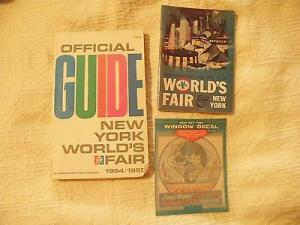 OFFICIAL
GUIDE
NEW
YORK
WORLD'S
FAIR
1964/1965
WORLD'S
FAIR
NEW
YORK
WINDOW DECAL